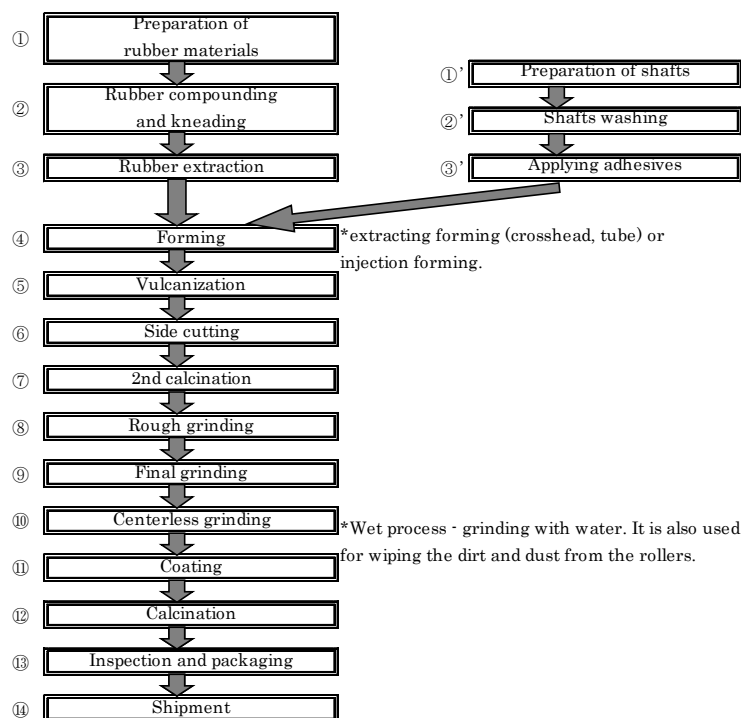 ① Preparation of
rubber materials
② Rubber compounding
and kneading
③ Rubber extraction
①’ Preparation of shafts
②’ Shafts washing
③’ Applying adhesives
④ Forming
*extracting forming (crosshead, tube) or
injection forming.
⑤ Vulcanization
⑥ Side cutting
⑦ 2nd calcination
⑧ Rough grinding
⑨ Final grinding
⑩ Centerless grinding
*Wet process - grinding with water. It is also used
for wiping the dirt and dust from the rollers.
⑪ Coating
⑫ Calcination
⑬ Inspection and packaging
⑭ Shipment